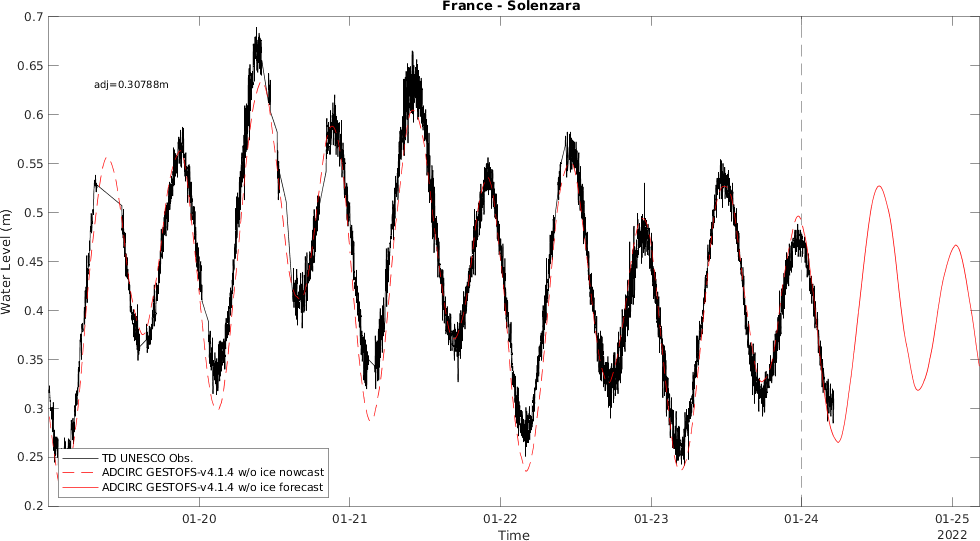 France - Solenzara
0.7
0.65
0.6
0.55
0.5
0.45
0.4
0.35
0.3
0.25
0.2
Water Level (m)
adj=0.30788m
TD UNESCO Obs.
ADCIRC GESTOFS-v4.1.4 w/o ice nowcast
ADCIRC GESTOFS-v4.1.4 w/o ice forecast
01-20
01-21
01-22
01-23
01-24
01-25
2022
Time